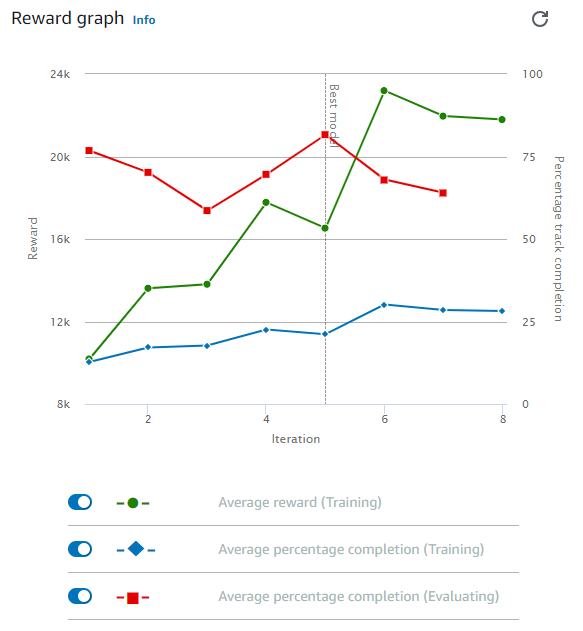 Reward graph Info
24k 100
Best model
20k 75
Reward
Percentage track completion
16k 50
12k 25
8k 0
2 4 6 8
Iteration
Average reward (Training)
Average percentage completion (Training)
Average percentage completion (Evaluating)